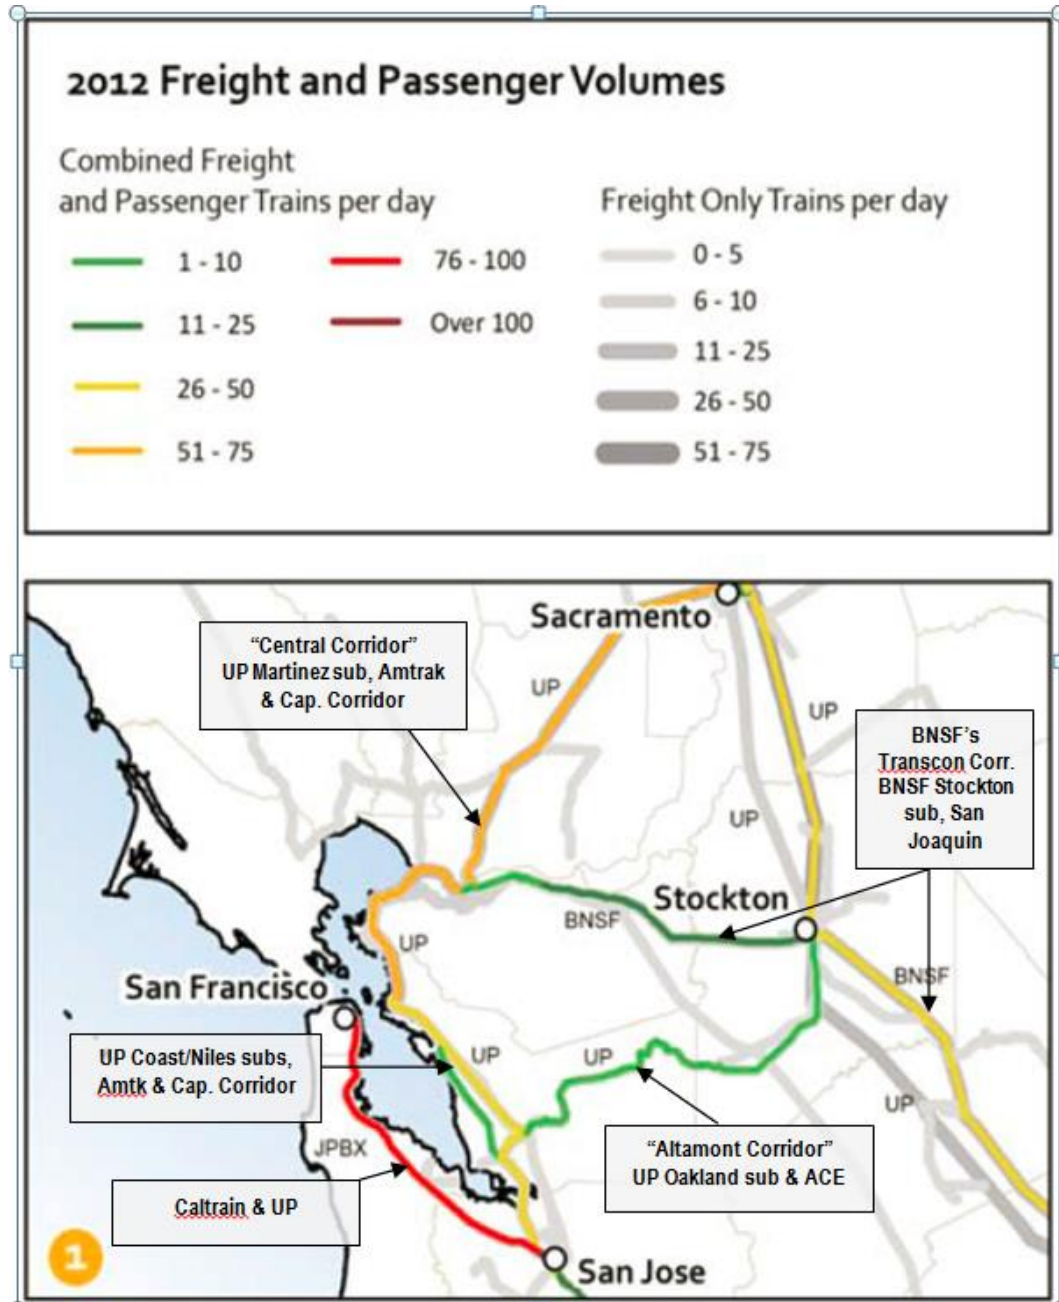 2012 Freight and Passenger Volumes
Combined Freight
and Passenger Trains per day
1 - 10
11 - 25
26 - 50
51 - 75
76 - 100
Over 100
Freight Only Trains per day
0 - 5
6 - 10
11 - 25
26 - 50
51 - 75
Sacramento
“Central Corridor”
UP Martinez sub, Amtrak
& Cap. Corridor
UP
UP
BNSF’s
Transcon Corr.
BNSF Stockton
sub, San
Joaquin
UP
Stockton
BNSF
UP
BNSF
San Francisco
UP Coast/Niles subs,
Amtk & Cap. Corridor
UP
UP
UP
JPBX
“Altamont Corridor”
UP Oakland sub & ACE
Caltrain & UP
1
San Jose